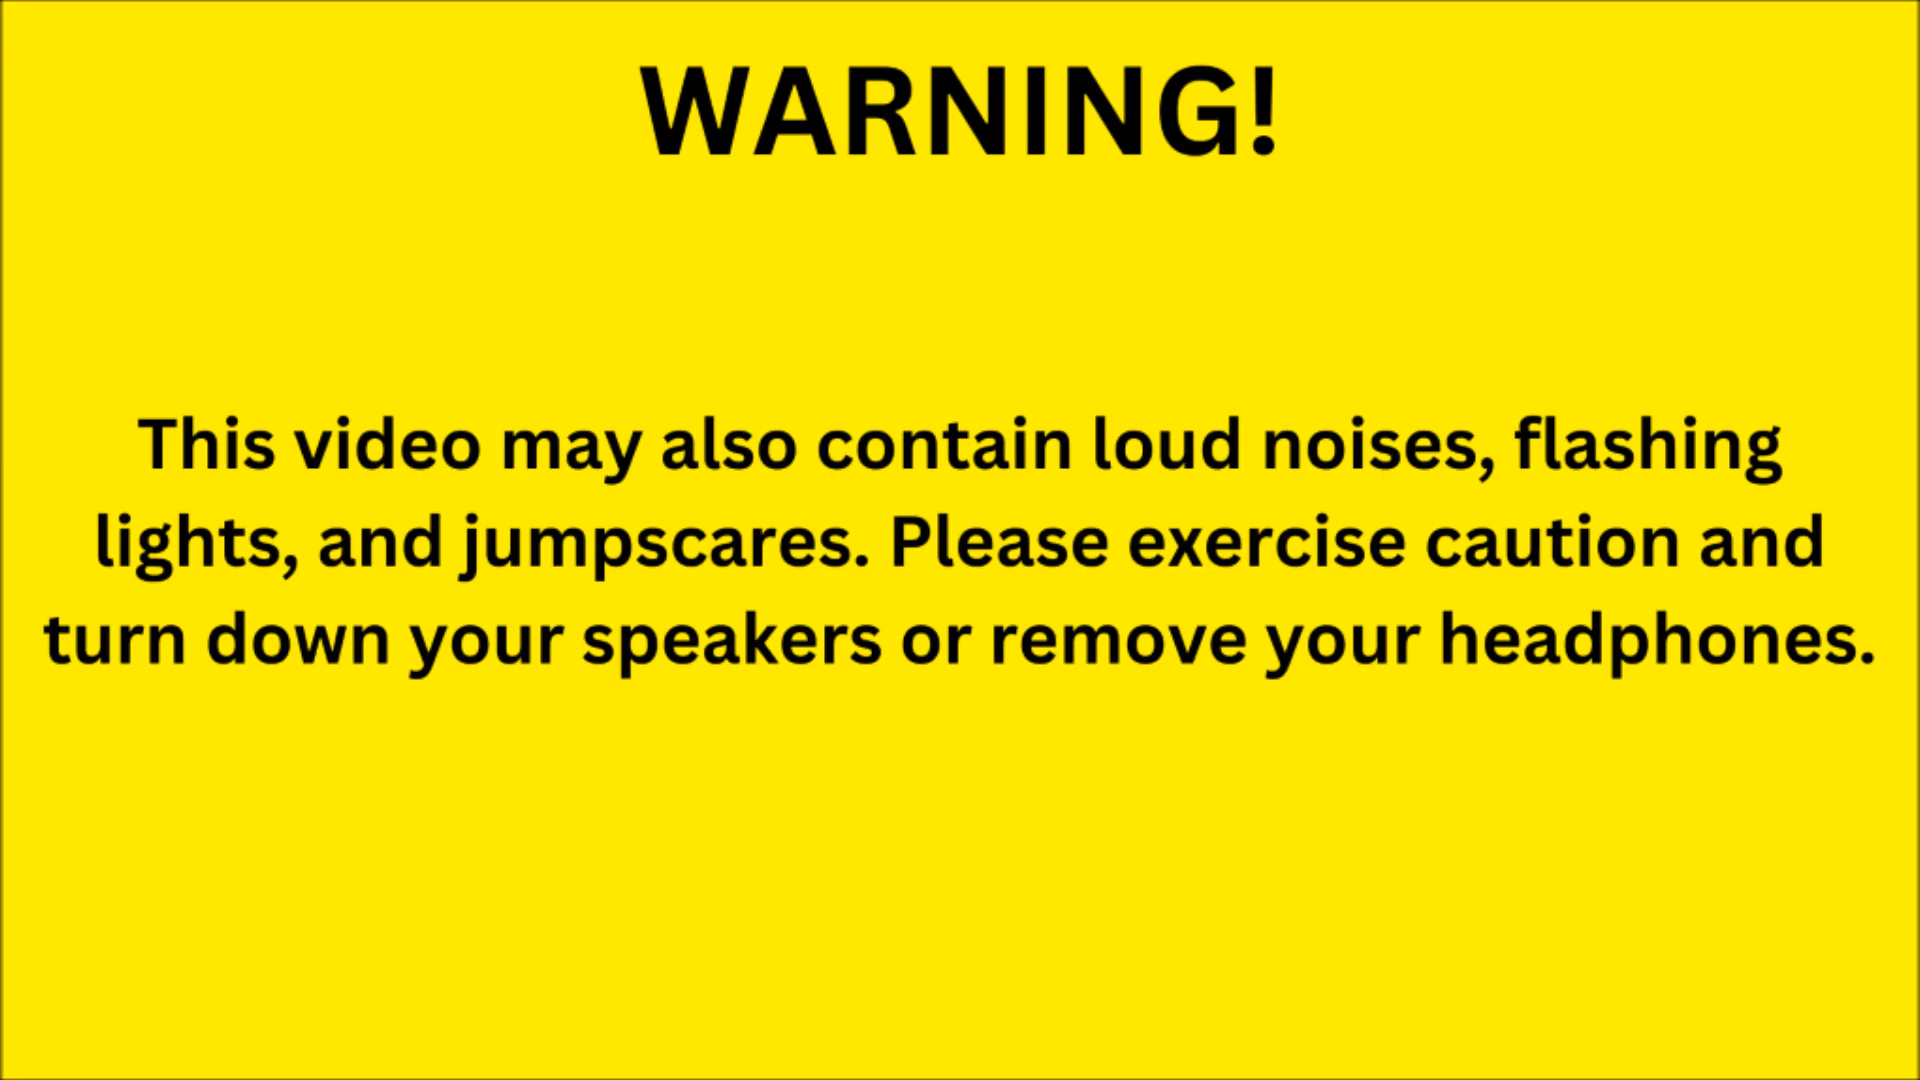 WARNING!
This video may also contain loud noises, flashing
lights, and jumpscares. Please exercise caution and
turn down your speakers or remove your headphones.